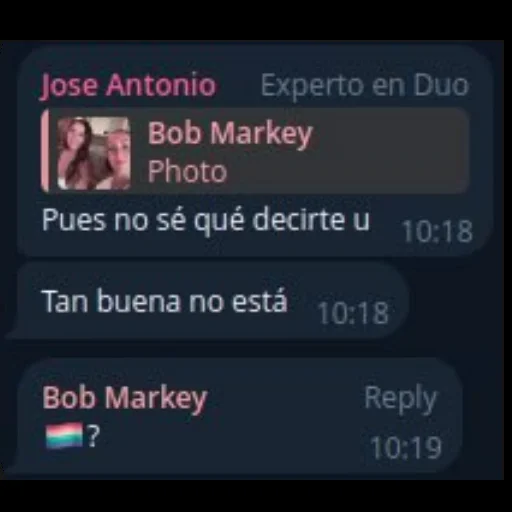 Jose Antonio Experto en Duo
Bob Markey
Photo
Pues no sé qué decirte u 10:18
Tan buena no está 10:18
Bob Markey Reply
?
10:19